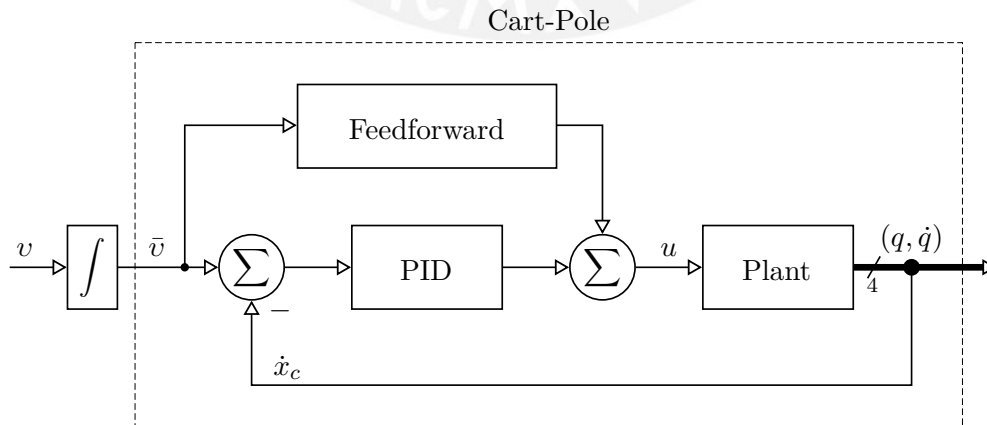 Cart-Pole
Feedforward
v
∫
v̄
∑
PID
∑
u
Plant
(q, q̇)
4
−
ẋ_c